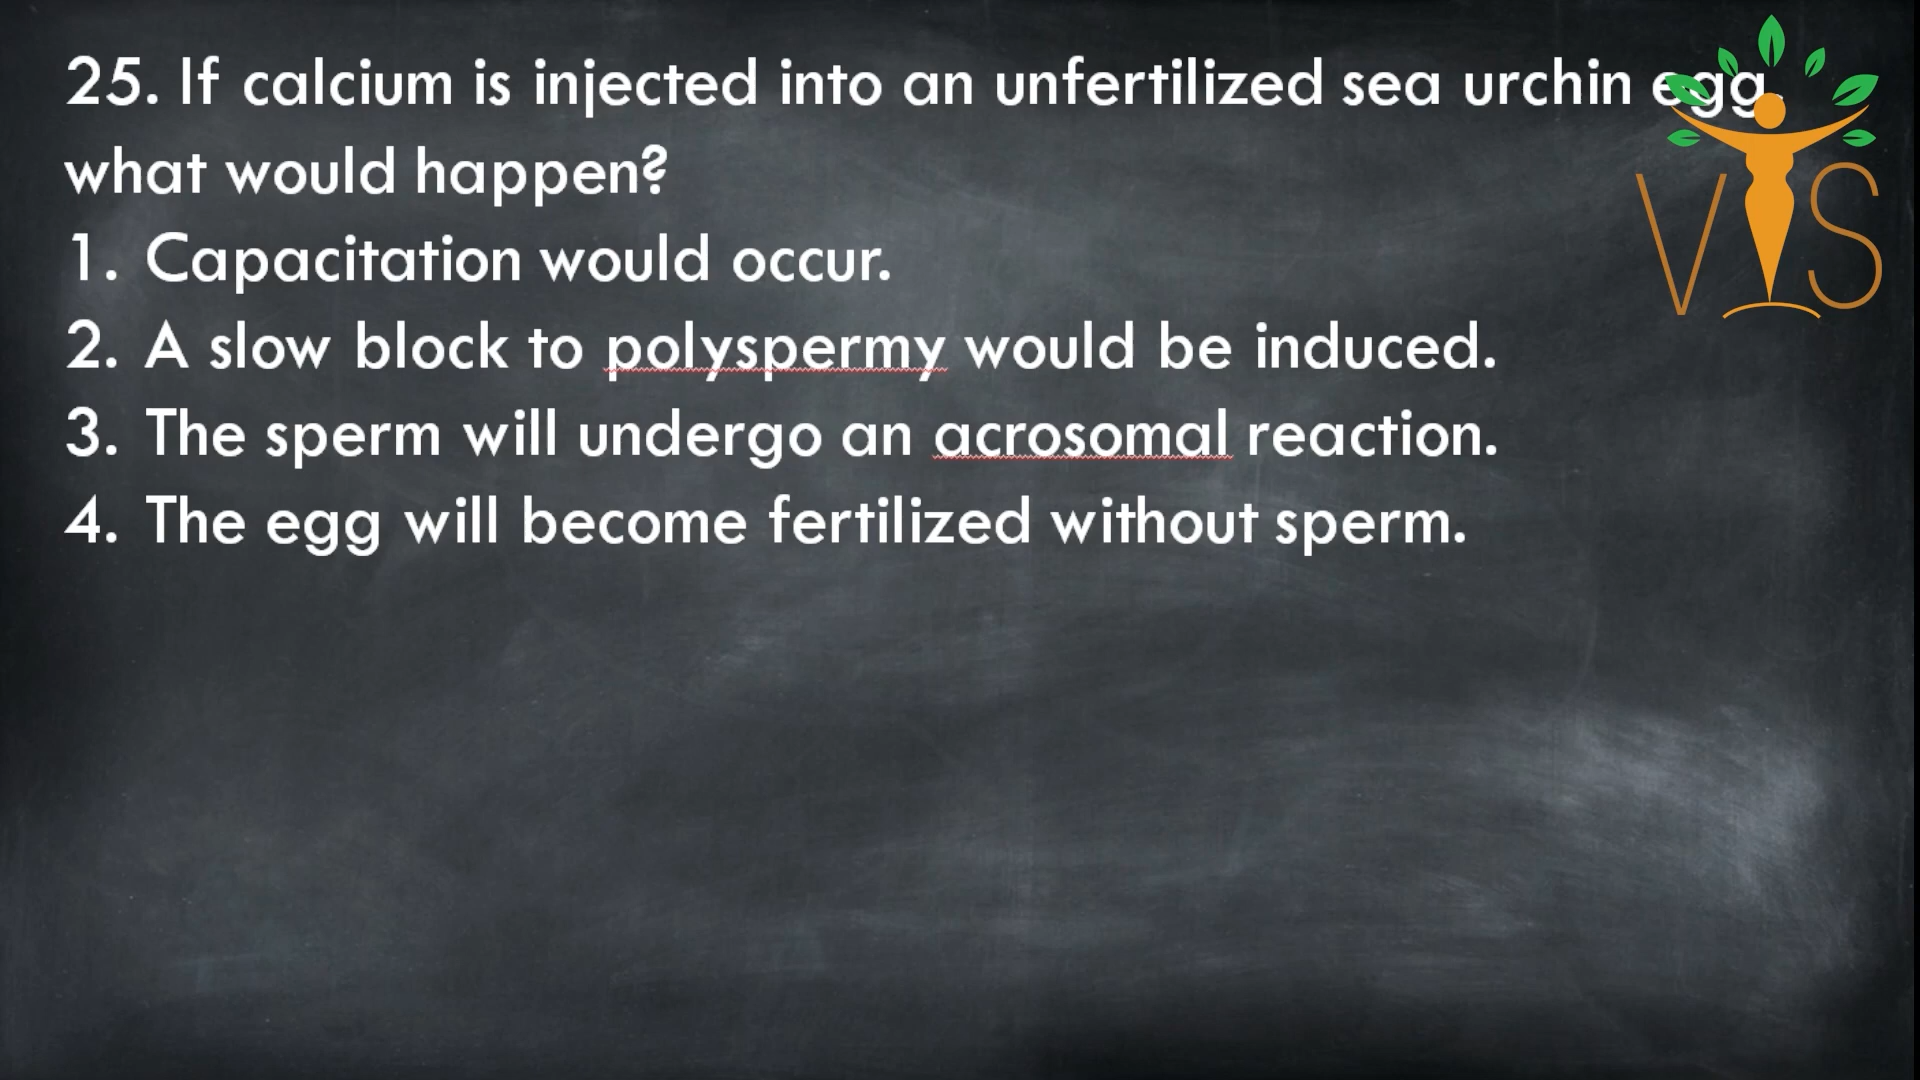 25. If calcium is injected into an unfertilized sea urchin egg,
what would happen?
1. Capacitation would occur.
2. A slow block to polyspermy would be induced.
3. The sperm will undergo an acrosomal reaction.
4. The egg will become fertilized without sperm.
VIS